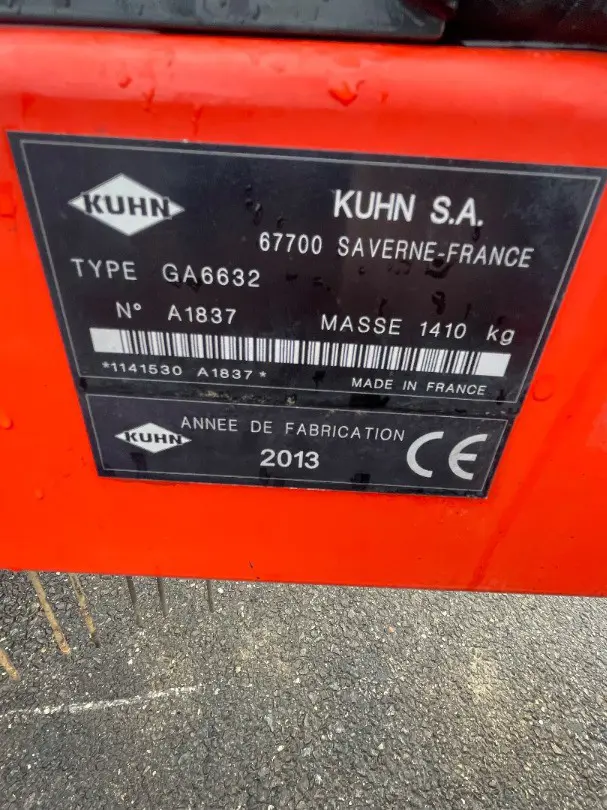 KUHN
KUHN S.A.
67700 SAVERNE-FRANCE
TYPE GA6632
N° A1837 MASSE 1410 kg
*1141530 A1837*
MADE IN FRANCE
KUHN
ANNEE DE FABRICATION
2013
CE